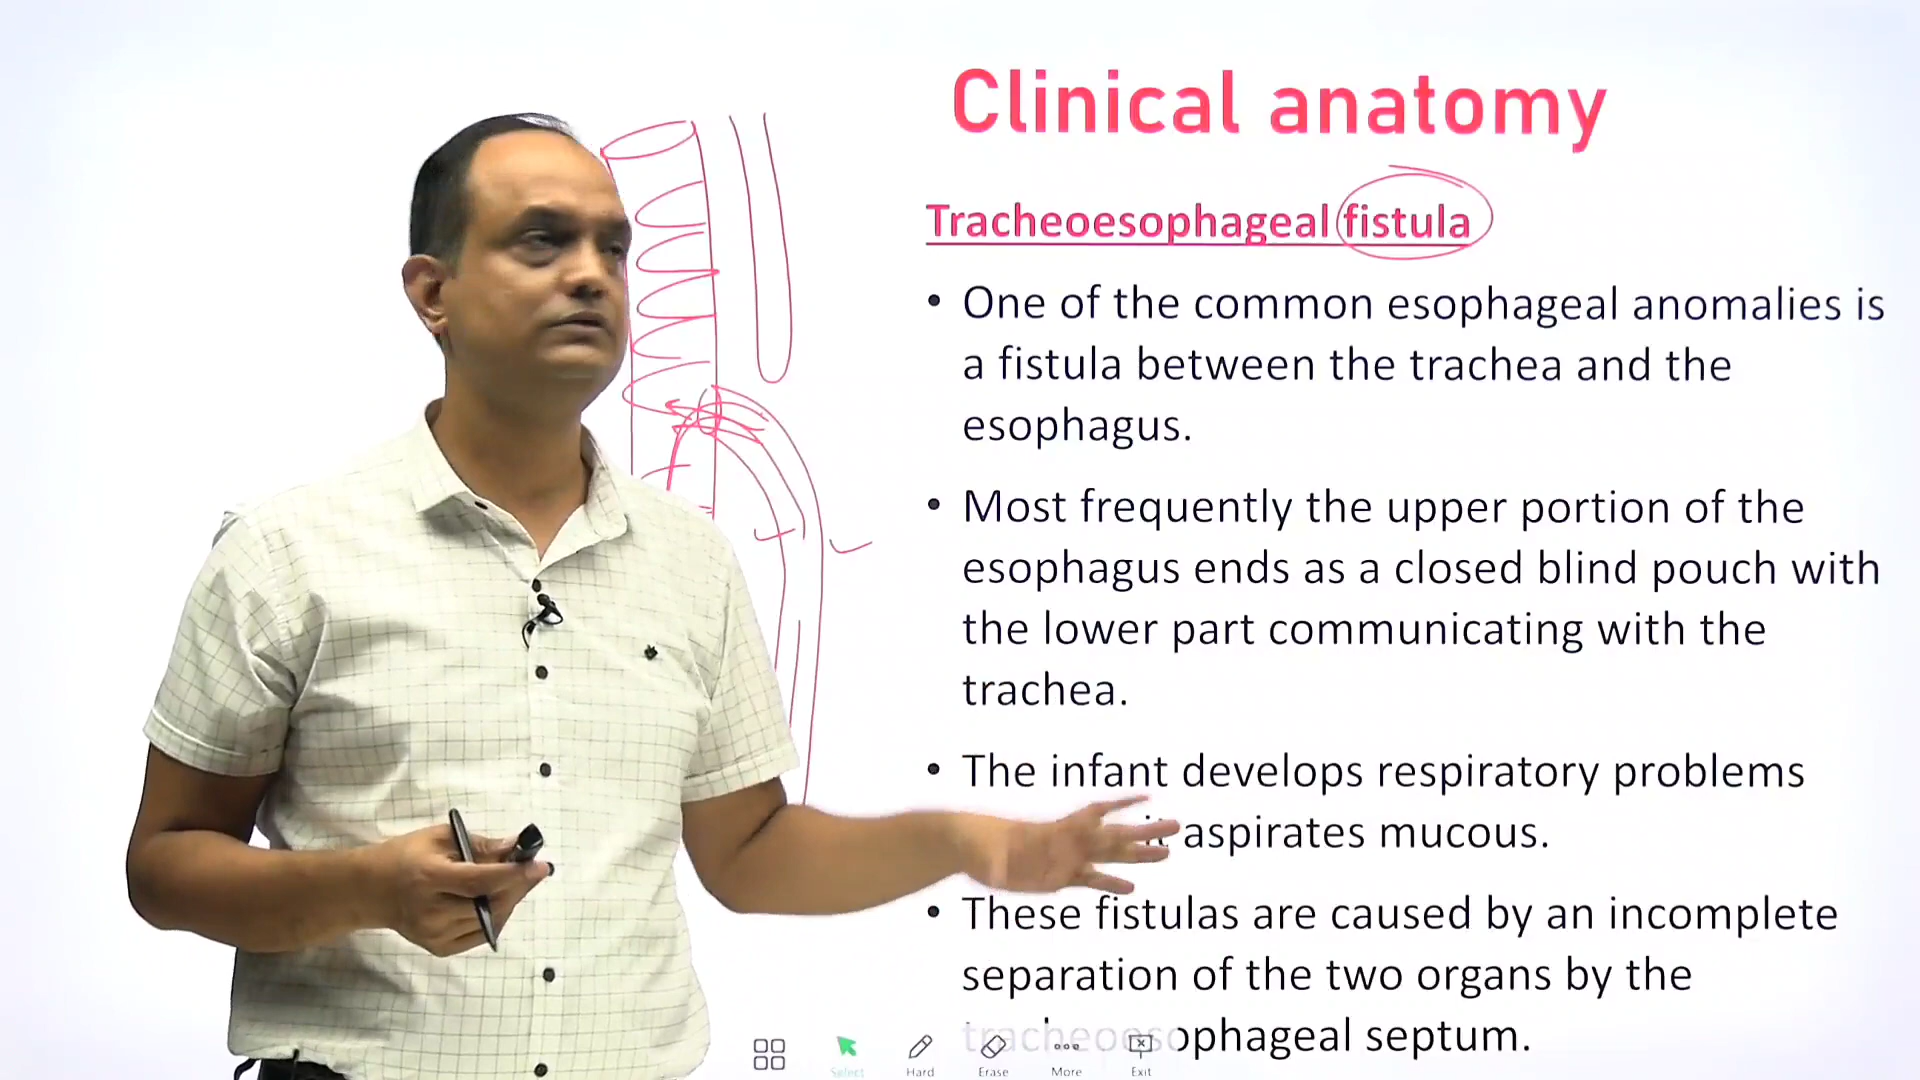 Clinical anatomy
Tracheoesophageal fistula
• One of the common esophageal anomalies is
a fistula between the trachea and the
esophagus.
• Most frequently the upper portion of the
esophagus ends as a closed blind pouch with
the lower part communicating with the
trachea.
• The infant develops respiratory problems
it aspirates mucous.
• These fistulas are caused by an incomplete
separation of the two organs by the
tracheoesophageal septum.
Select Hard Erase More Exit